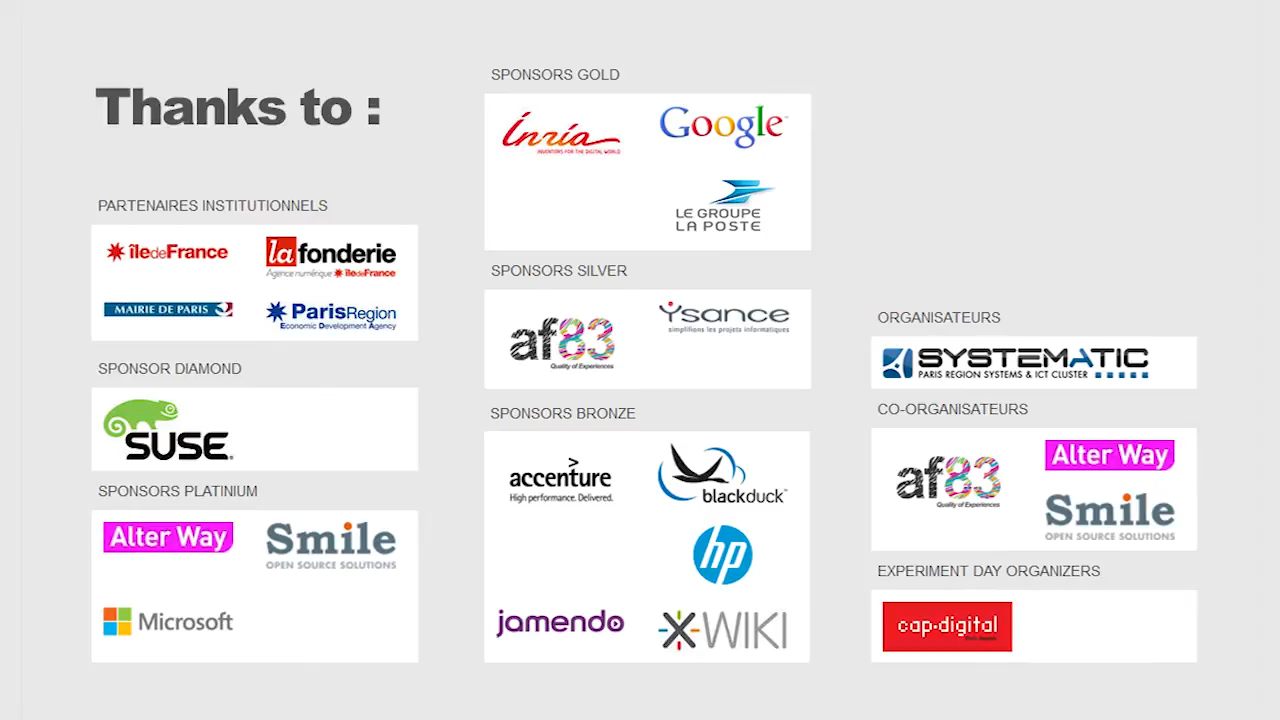 Thanks to :
PARTENAIRES INSTITUTIONNELS
îledeFrance
lafonderie
Agence numérique îledeFrance
MAIRIE DE PARIS
ParisRegion
Economic Development Agency
SPONSOR DIAMOND
SUSE
SPONSORS PLATINIUM
Alter Way
Smile
OPEN SOURCE SOLUTIONS
Microsoft
SPONSORS GOLD
Inria
INVENTORS FOR THE DIGITAL WORLD
Google™
LE GROUPE
LA POSTE
SPONSORS SILVER
af83
Quality of Experiences
Ysance
simplifions les projets informatiques
SPONSORS BRONZE
accenture
High performance. Delivered.
blackduck™
hp
jamendo
XWIKI
ORGANISATEURS
SYSTEMATIC
PARIS REGION SYSTEMS & ICT CLUSTER
CO-ORGANISATEURS
af83
Quality of Experiences
Alter Way
Smile
OPEN SOURCE SOLUTIONS
EXPERIMENT DAY ORGANIZERS
cap·digital